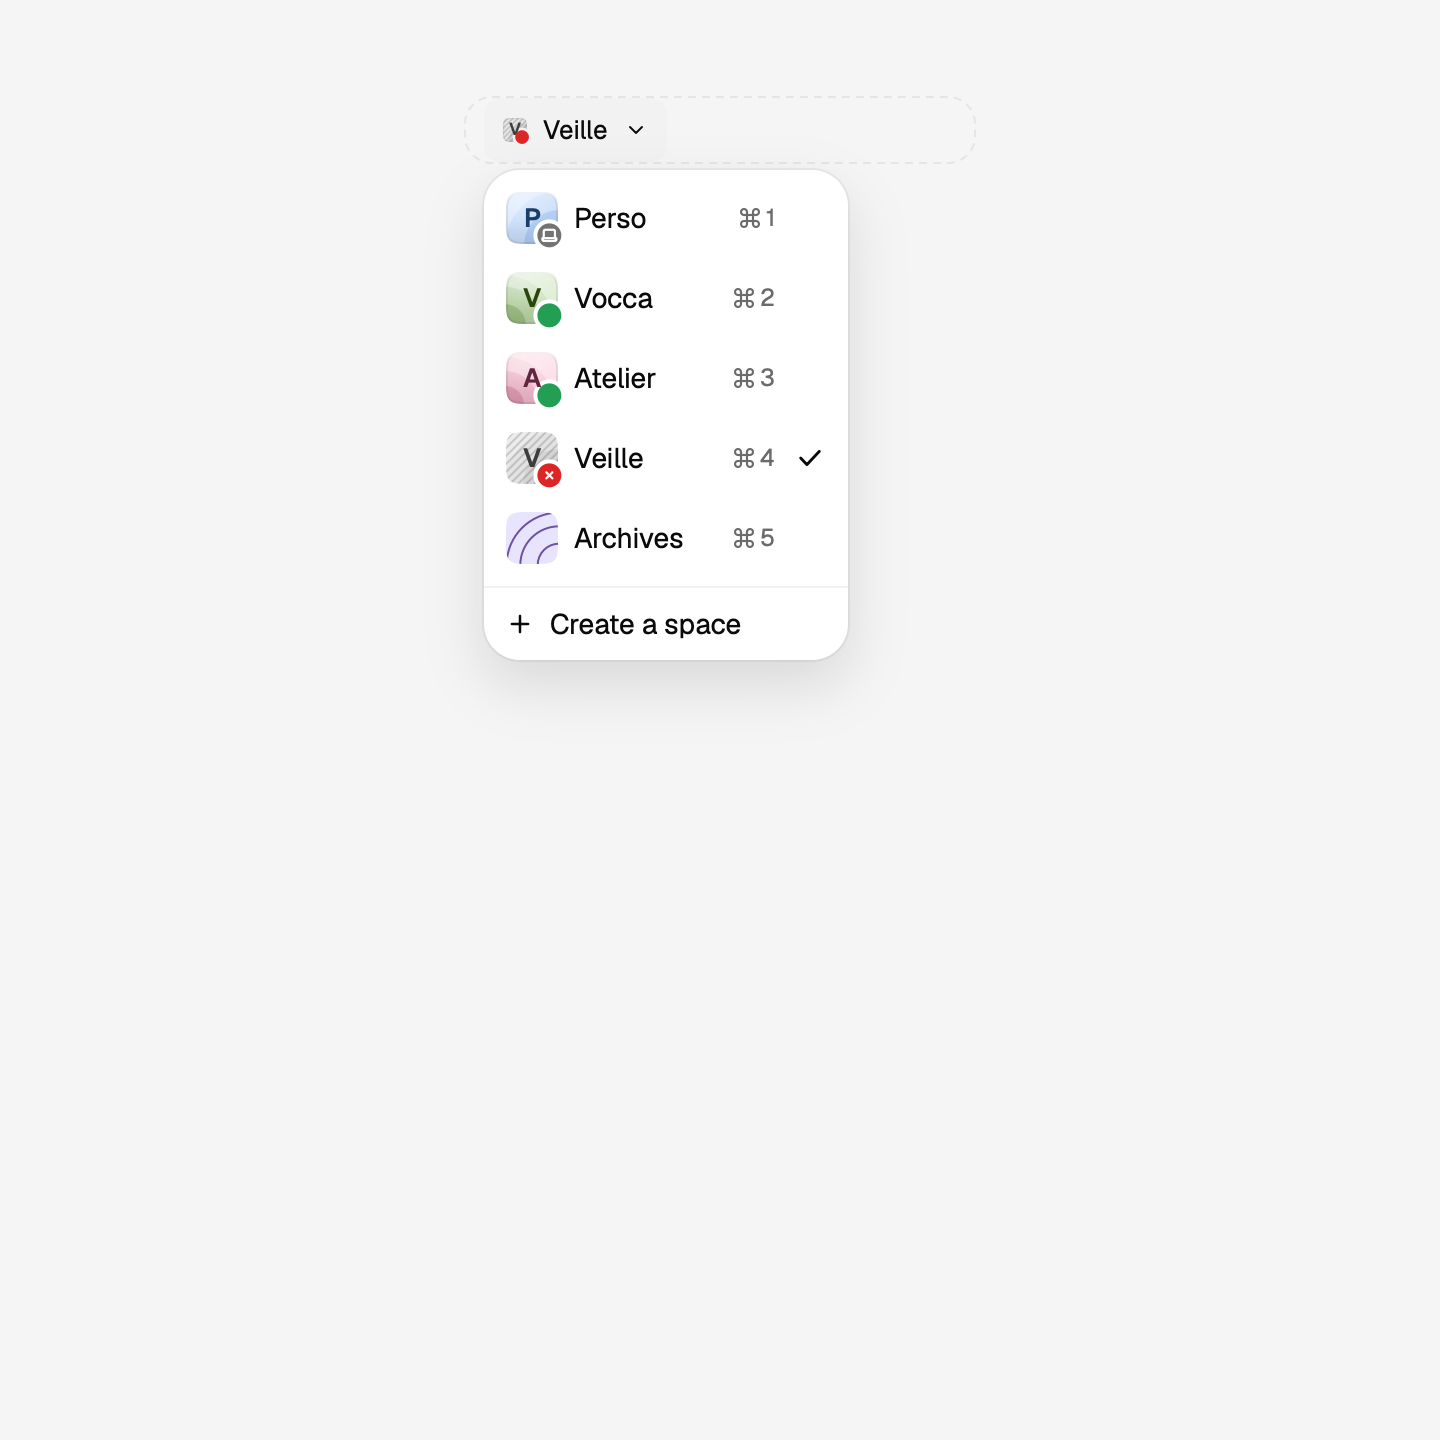 V Veille
P Perso ⌘1
V Vocca ⌘2
A Atelier ⌘3
V Veille ⌘4
Archives ⌘5
Create a space